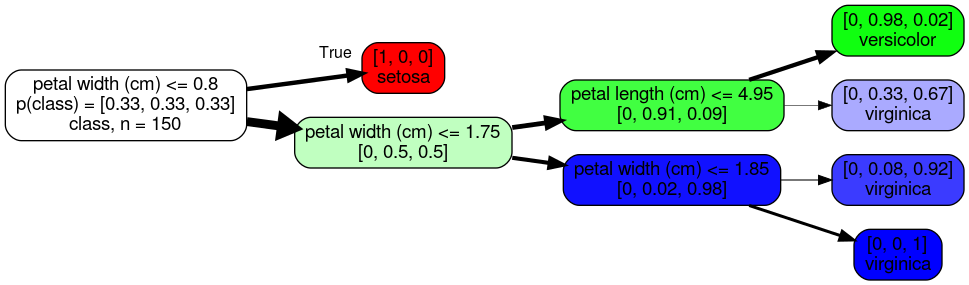 petal width (cm) <= 0.8
p(class) = [0.33, 0.33, 0.33]
class, n = 150
True
[1, 0, 0]
setosa
petal width (cm) <= 1.75
[0, 0.5, 0.5]
petal length (cm) <= 4.95
[0, 0.91, 0.09]
petal width (cm) <= 1.85
[0, 0.02, 0.98]
[0, 0.98, 0.02]
versicolor
[0, 0.33, 0.67]
virginica
[0, 0.08, 0.92]
virginica
[0, 0, 1]
virginica